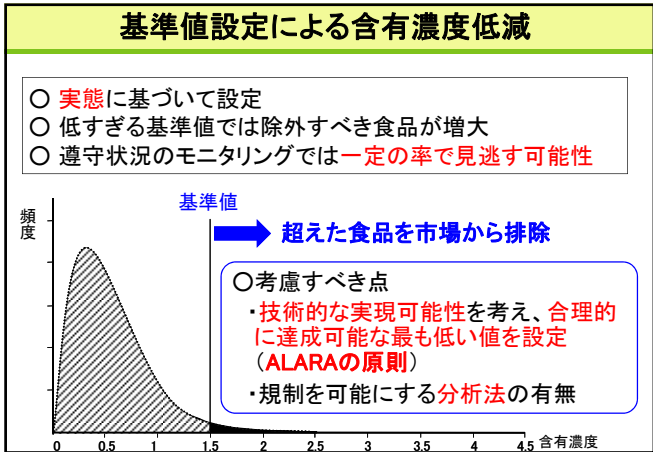 基準値設定による含有濃度低減
○ 実態に基づいて設定
○ 低すぎる基準値では除外すべき食品が増大
○ 遵守状況のモニタリングでは一定の率で見逃す可能性
頻度
基準値
超えた食品を市場から排除
○考慮すべき点
・技術的な実現可能性を考え、合理的
に達成可能な最も低い値を設定
（ALARAの原則）
・規制を可能にする分析法の有無
0 0.5 1 1.5 2 2.5 3 3.5 4 4.5 含有濃度